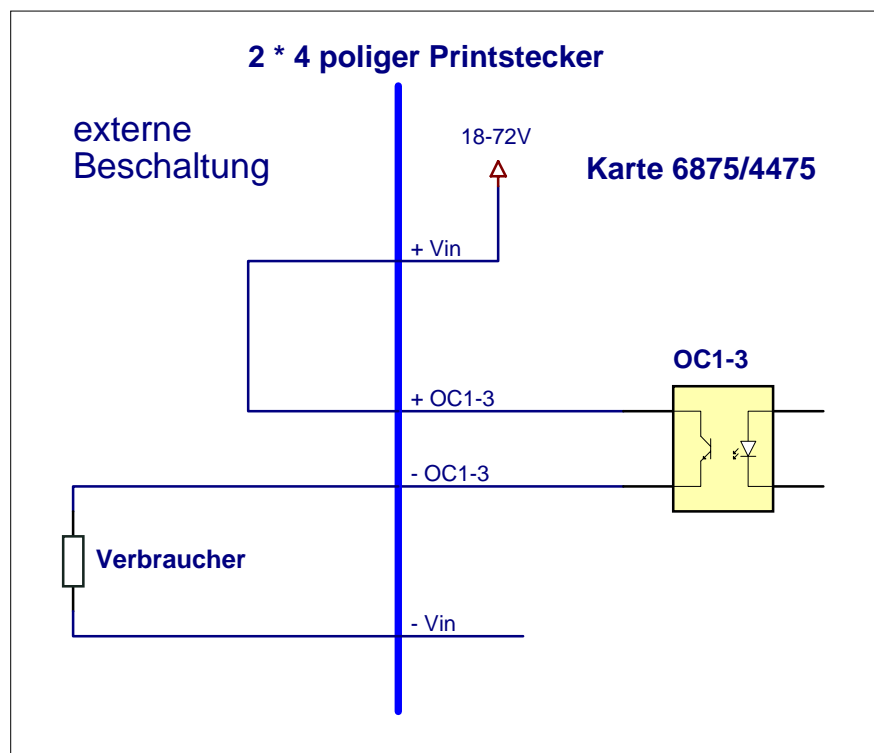 2 * 4 poliger Printstecker
externe
Beschaltung
18-72V
Karte 6875/4475
+ Vin
OC1-3
+ OC1-3
- OC1-3
Verbraucher
- Vin